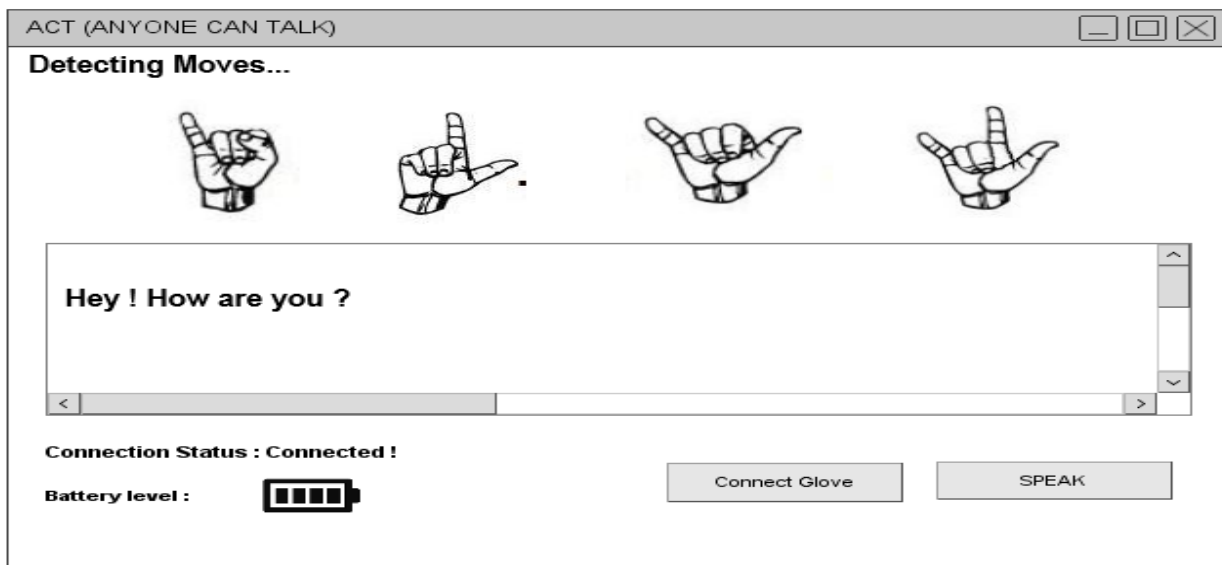 ACT (ANYONE CAN TALK)
Detecting Moves...
Hey ! How are you ?
Connection Status : Connected !
Battery level :
Connect Glove
SPEAK